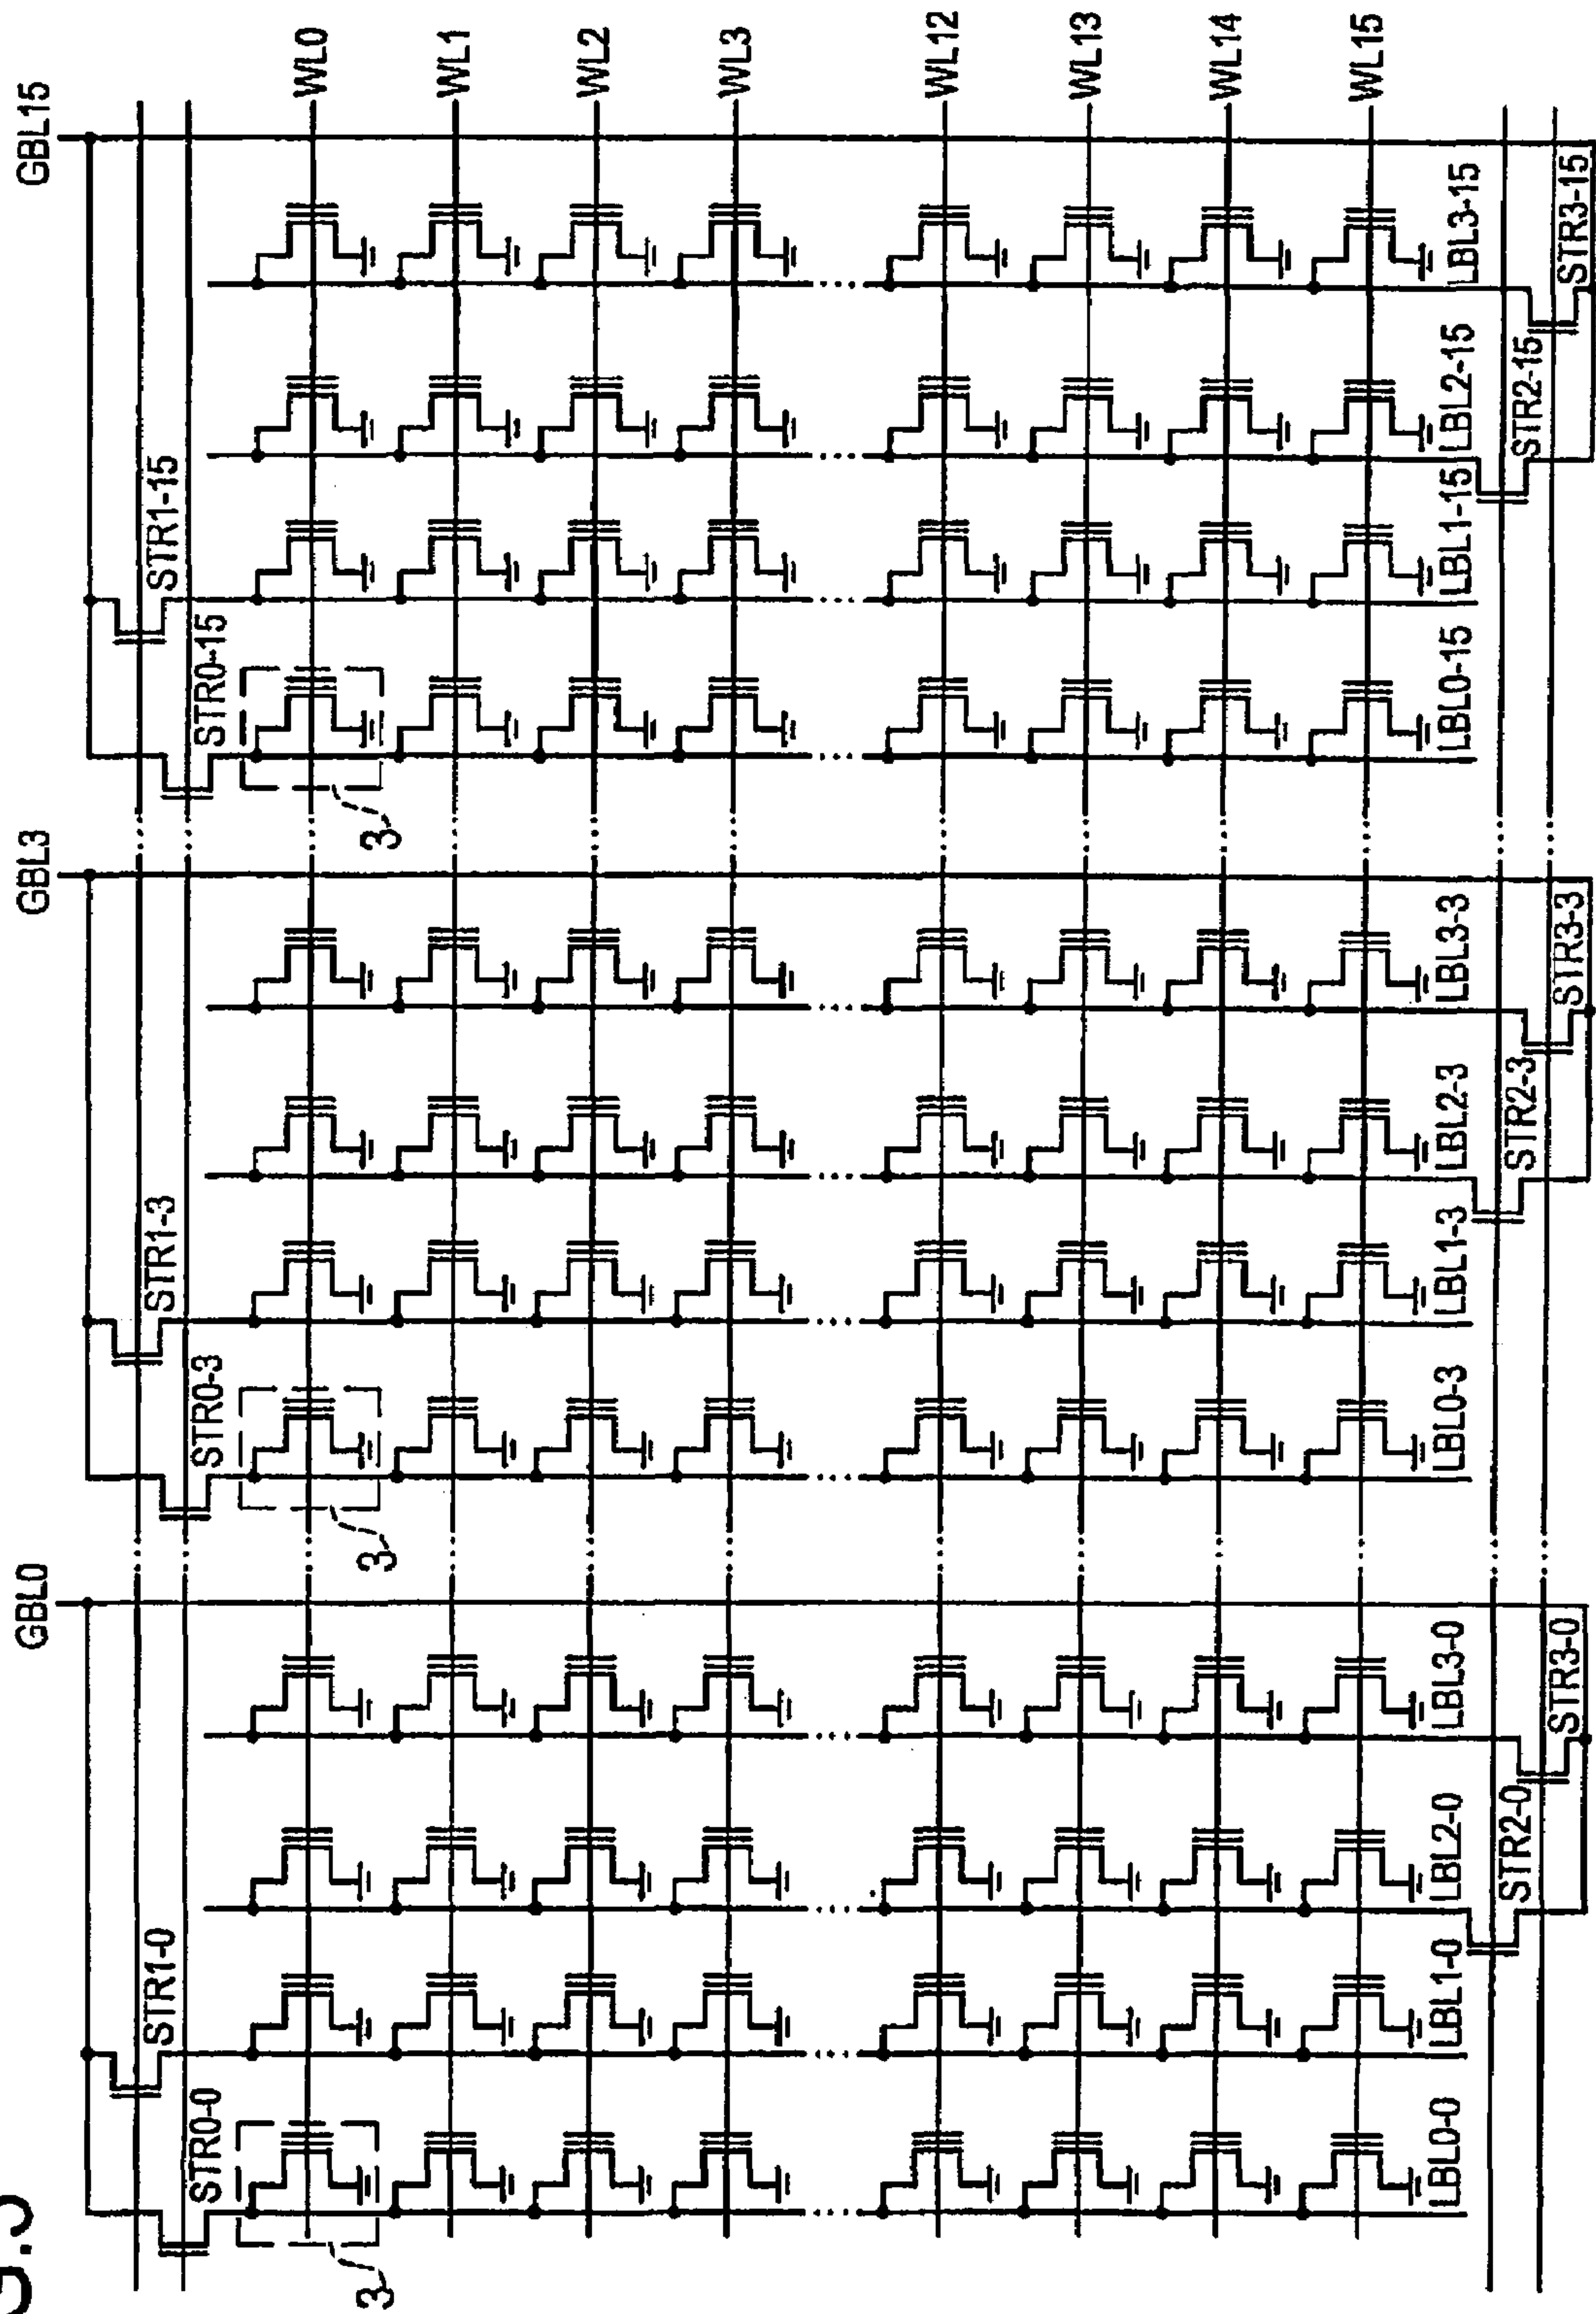 GBL0
GBL3
GBL15
STR1-0
STR1-3
STR1-15
STR0-0
STR0-3
STR0-15
WL0
3
3
3
WL1
WL2
WL3
WL12
WL13
WL14
WL15
LBL0-0
LBL1-0
LBL2-0
LBL3-0
LBL0-3
LBL1-3
LBL2-3
LBL3-3
LBL0-15
LBL1-15
LBL2-15
LBL3-15
STR2-0
STR2-3
STR2-15
STR3-0
STR3-3
STR3-15